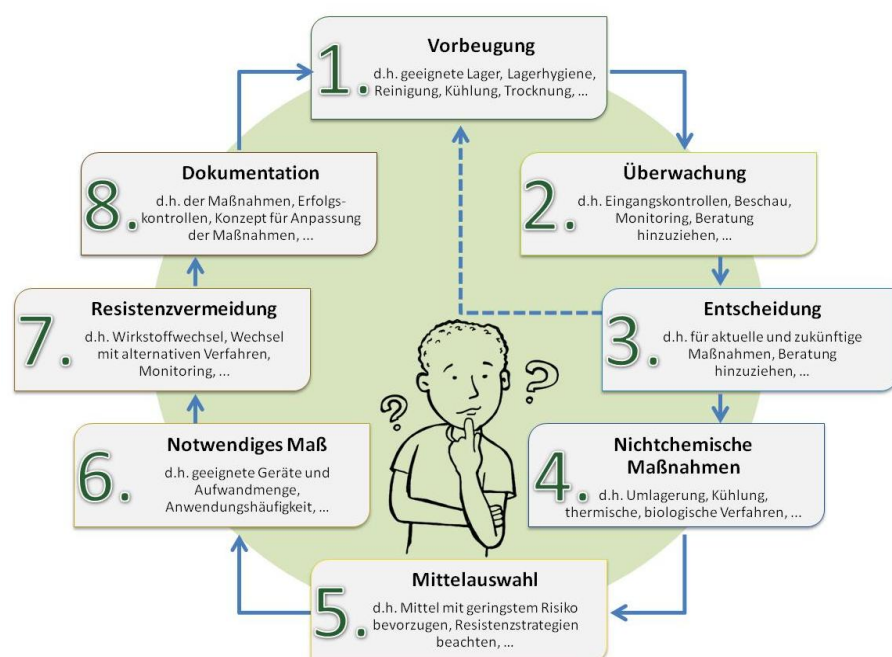 1. Vorbeugung
d.h. geeignete Lager, Lagerhygiene,
Reinigung, Kühlung, Trocknung, ...
2. Überwachung
d.h. Eingangskontrollen, Beschau,
Monitoring, Beratung
hinzuziehen, ...
3. Entscheidung
d.h. für aktuelle und zukünftige
Maßnahmen, Beratung
hinzuziehen, ...
4. Nichtchemische
Maßnahmen
d.h. Umlagerung, Kühlung,
thermische, biologische Verfahren, ...
5. Mittelauswahl
d.h. Mittel mit geringstem Risiko
bevorzugen, Resistenzstrategien
beachten, ...
6. Notwendiges Maß
d.h. geeignete Geräte und
Aufwandmenge,
Anwendungshäufigkeit, ...
7. Resistenzvermeidung
d.h. Wirkstoffwechsel, Wechsel
mit alternativen Verfahren,
Monitoring, ...
8. Dokumentation
d.h. der Maßnahmen, Erfolgs-
kontrollen, Konzept für Anpassung
der Maßnahmen, ...
? ?